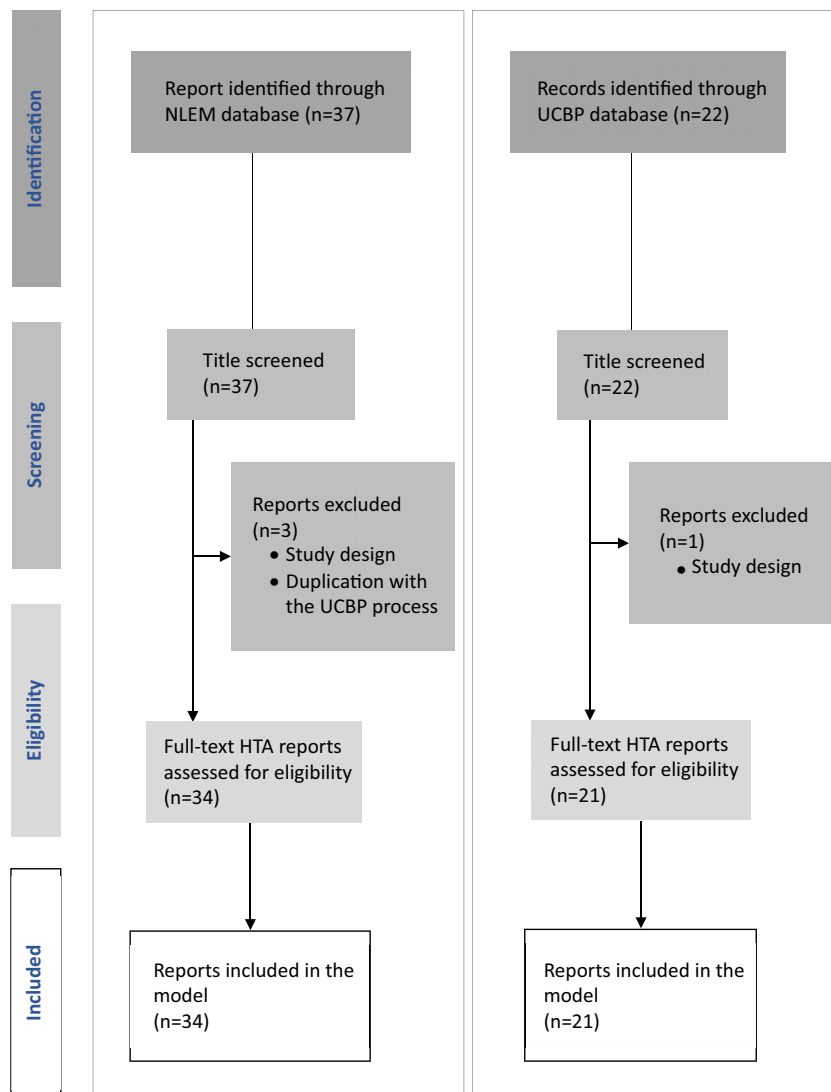 Identification
Report identified through
NLEM database (n=37)
Records identified through
UCBP database (n=22)
Screening
Title screened
(n=37)
Title screened
(n=22)
Reports excluded
(n=3)
• Study design
• Duplication with
the UCBP process
Reports excluded
(n=1)
• Study design
Eligibility
Full-text HTA reports
assessed for eligibility
(n=34)
Full-text HTA reports
assessed for eligibility
(n=21)
Included
Reports included in the
model
(n=34)
Reports included in the
model
(n=21)